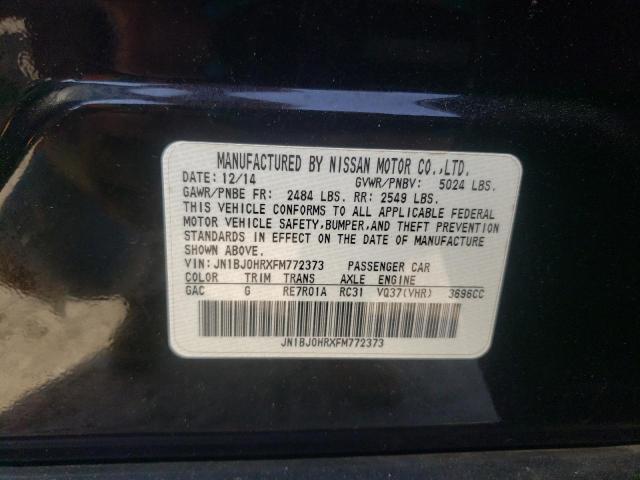 MANUFACTURED BY NISSAN MOTOR CO.,LTD.
DATE: 12/14 GVWR/PNBV: 5024 LBS.
GAWR/PNBE FR: 2484 LBS. RR: 2549 LBS.
THIS VEHICLE CONFORMS TO ALL APPLICABLE FEDERAL
MOTOR VEHICLE SAFETY,BUMPER,AND THEFT PREVENTION
STANDARDS IN EFFECT ON THE DATE OF MANUFACTURE
SHOWN ABOVE.
VIN: JN1BJ0HRXFM772373 PASSENGER CAR
COLOR TRIM TRANS AXLE ENGINE
GAC G RE7R01A RC31 VQ37(VHR) 3696CC
JN1BJ0HRXFM772373